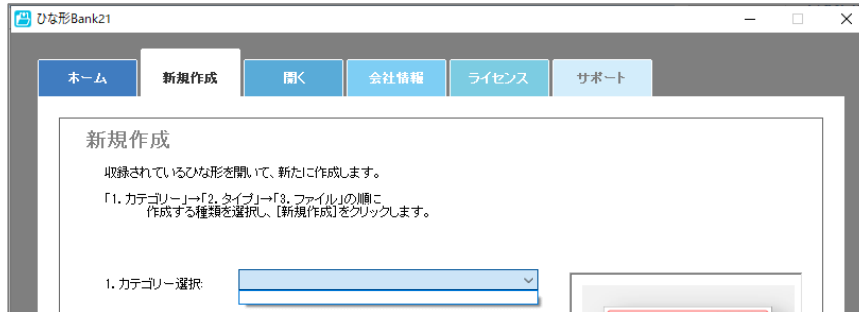 ひな形Bank21
ホーム 新規作成 開く 会社情報 ライセンス サポート
新規作成
収録されているひな形を開いて、新たに作成します。
「1. カテゴリー」→「2. タイプ」→「3. ファイル」の順に
作成する種類を選択し、[新規作成]をクリックします。
1. カテゴリー選択: